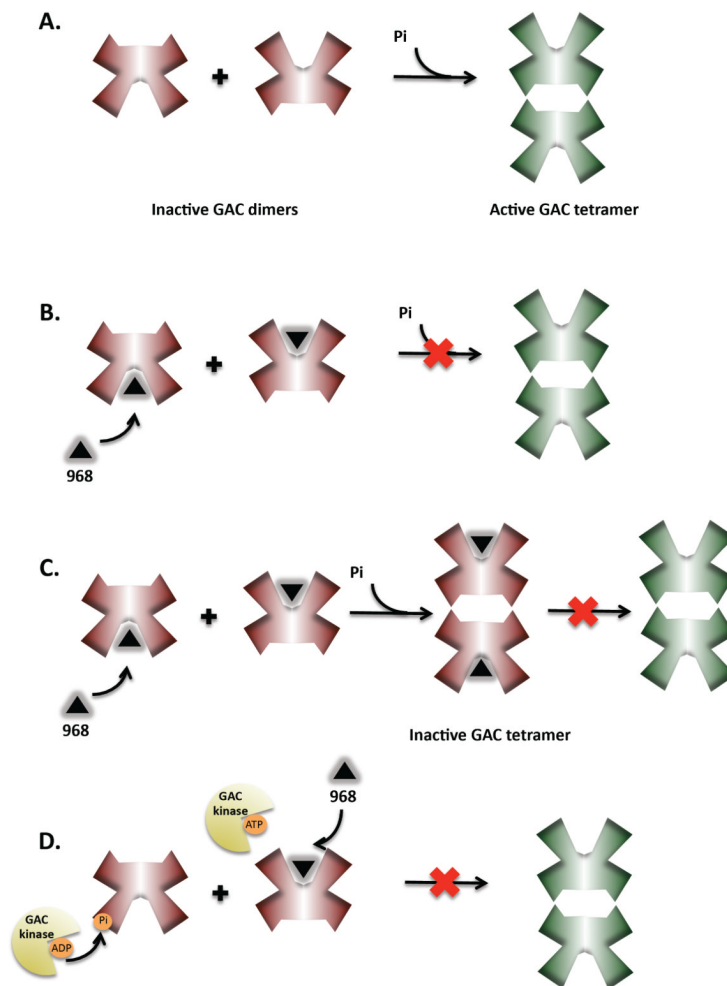 A.
Pi
Inactive GAC dimers
Active GAC tetramer
B.
Pi
968
C.
Pi
968
Inactive GAC tetramer
968
GAC
kinase
ATP
D.
GAC
kinase
ADP
Pi